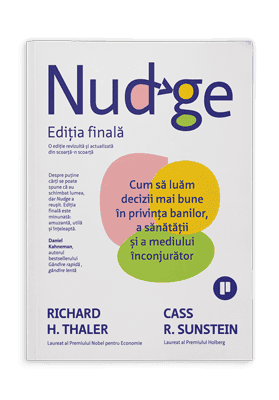 Nudge
Ediția finală
O ediție revizuită și actualizată
din scoarță-n scoarță
Despre puține
cărți se poate
spune că au
schimbat lumea,
dar Nudge a
reușit. Ediția
finală este
minunată:
amuzantă, utilă
și înțeleaptă.
Daniel
Kahneman,
autorul
bestsellerului
Gândire rapidă,
gândire lentă
Cum să luăm
decizii mai bune
în privința banilor,
a sănătății
și a mediului
înconjurător
RICHARD
H. THALER
Laureat al Premiului Nobel pentru Economie
CASS
R. SUNSTEIN
Laureat al Premiului Holberg
P